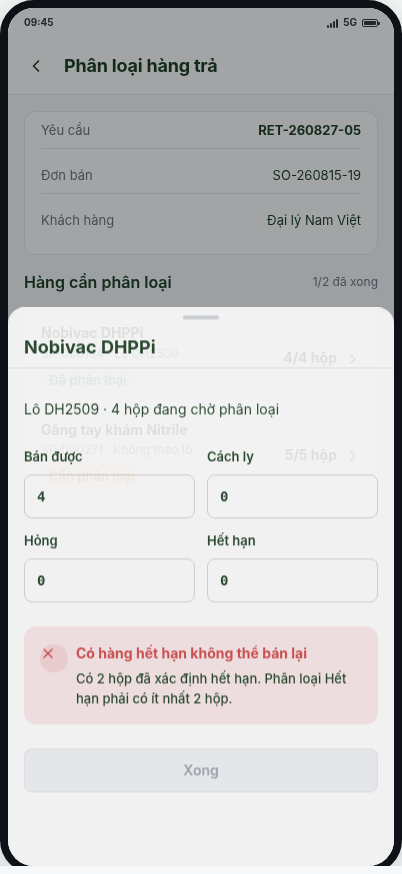 09:45
5G
Phân loại hàng trả
Yêu cầu
RET-260827-05
Đơn bán
SO-260815-19
Khách hàng
Đại lý Nam Việt
Hàng cần phân loại
1/2 đã xong
Nobivac DHPPi
4/4 hộp
Đã phân loại
Găng tay khám Nitrile
5/5 hộp
Cần phân loại
Nobivac DHPPi
Lô DH2509 · 4 hộp đang chờ phân loại
Bán được
Cách ly
4
0
Hỏng
Hết hạn
0
0
Có hàng hết hạn không thể bán lại
Có 2 hộp đã xác định hết hạn. Phân loại Hết
hạn phải có ít nhất 2 hộp.
Xong